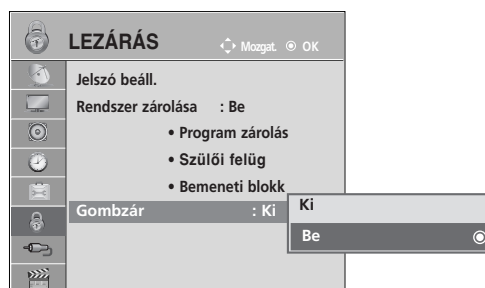 LEZÁRÁS Mozgat. OK
Jelszó beáll.
Rendszer zárolása : Be
• Program zárolás
• Szülői felüg
• Bemeneti blokk
Gombzár : Ki
Ki
Be